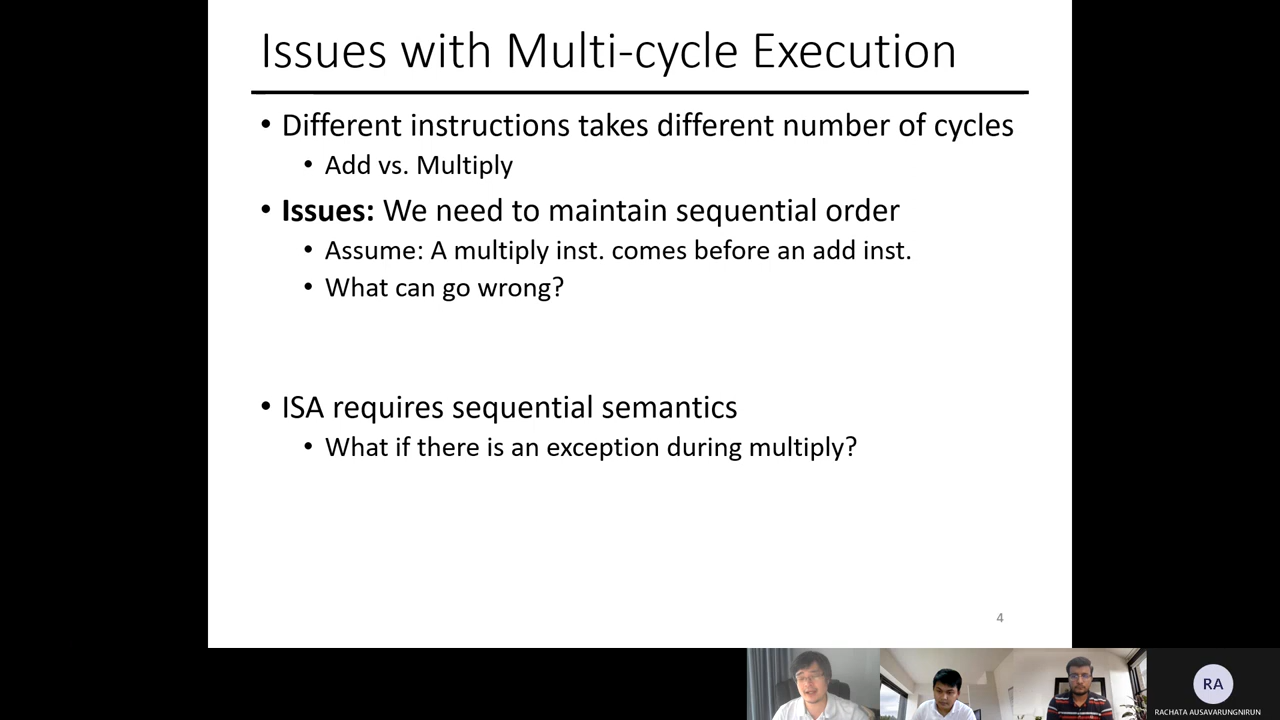 Issues with Multi-cycle Execution
• Different instructions takes different number of cycles
• Add vs. Multiply
• Issues: We need to maintain sequential order
• Assume: A multiply inst. comes before an add inst.
• What can go wrong?
• ISA requires sequential semantics
• What if there is an exception during multiply?
4
RA
RACHATA AUSAVARUNGNIRUN